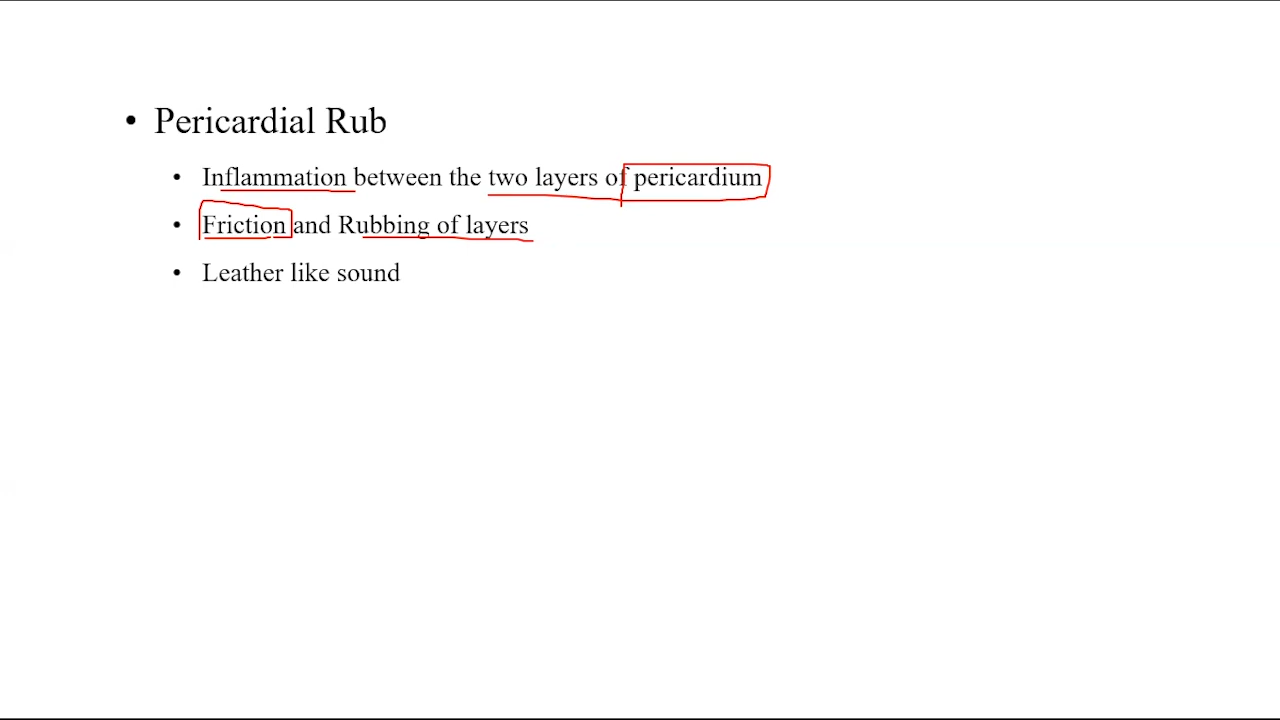 • Pericardial Rub
• Inflammation between the two layers of pericardium
• Friction and Rubbing of layers
• Leather like sound